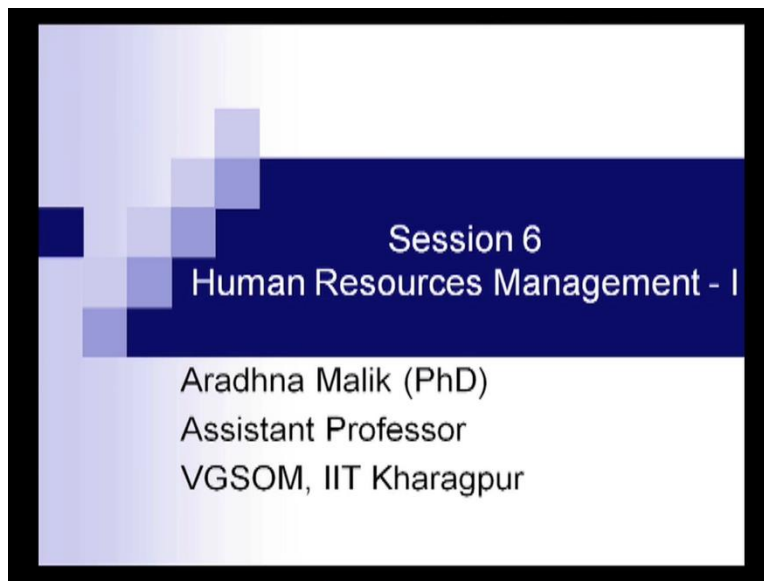 Session 6
Human Resources Management - I
Aradhna Malik (PhD)
Assistant Professor
VGSOM, IIT Kharagpur